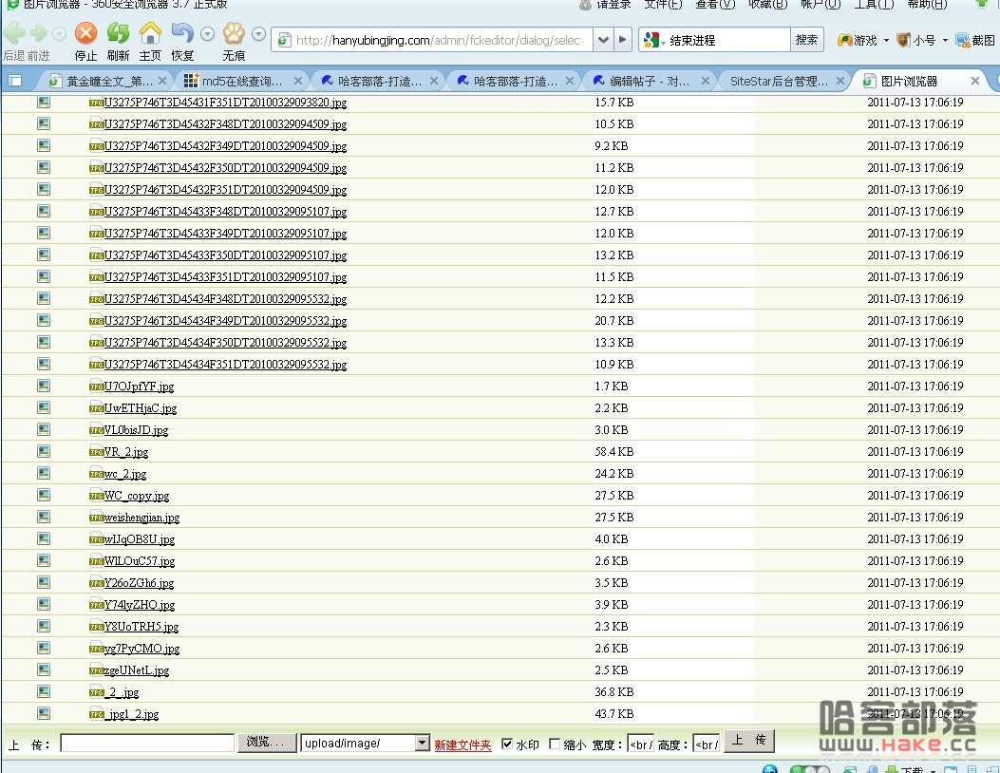 图片浏览器 - 360安全浏览器 3.7 正式版 请登录 文件(F) 查看(V) 收藏(B) 帐户(U) 工具(T) 帮助(H)
后退 前进 停止 刷新 主页 恢复 无痕 http://hanyubingjing.com/admin/fckeditor/dialog/select 结束进程 搜索 游戏 小号 截图
黄金瞳全文_第... md5在线查询... 哈客部落-打造... 哈客部落-打造... 编辑帖子 - 对... SiteStar后台管理... 图片浏览器
U3275P746T3D45431F351DT20100329093820.jpg 15.7 KB 2011-07-13 17:06:19
U3275P746T3D45432F348DT20100329094509.jpg 10.5 KB 2011-07-13 17:06:19
U3275P746T3D45432F349DT20100329094509.jpg 9.2 KB 2011-07-13 17:06:19
U3275P746T3D45432F350DT20100329094509.jpg 11.2 KB 2011-07-13 17:06:19
U3275P746T3D45432F351DT20100329094509.jpg 12.0 KB 2011-07-13 17:06:19
U3275P746T3D45433F348DT20100329095107.jpg 12.7 KB 2011-07-13 17:06:19
U3275P746T3D45433F349DT20100329095107.jpg 12.0 KB 2011-07-13 17:06:19
U3275P746T3D45433F350DT20100329095107.jpg 13.2 KB 2011-07-13 17:06:19
U3275P746T3D45433F351DT20100329095107.jpg 11.5 KB 2011-07-13 17:06:19
U3275P746T3D45434F348DT20100329095532.jpg 12.2 KB 2011-07-13 17:06:19
U3275P746T3D45434F349DT20100329095532.jpg 20.7 KB 2011-07-13 17:06:19
U3275P746T3D45434F350DT20100329095532.jpg 13.3 KB 2011-07-13 17:06:19
U3275P746T3D45434F351DT20100329095532.jpg 10.9 KB 2011-07-13 17:06:19
U7OJpfYF.jpg 1.7 KB 2011-07-13 17:06:19
UwETHjaC.jpg 2.2 KB 2011-07-13 17:06:19
VL0bisJD.jpg 3.0 KB 2011-07-13 17:06:19
VR_2.jpg 58.4 KB 2011-07-13 17:06:19
wc_2.jpg 24.2 KB 2011-07-13 17:06:19
WC_copy.jpg 27.5 KB 2011-07-13 17:06:19
weishengjian.jpg 27.5 KB 2011-07-13 17:06:19
wIJqOB8U.jpg 4.0 KB 2011-07-13 17:06:19
WlLOuC57.jpg 2.6 KB 2011-07-13 17:06:19
Y26oZGh6.jpg 3.5 KB 2011-07-13 17:06:19
Y74lyZHO.jpg 3.9 KB 2011-07-13 17:06:19
Y8UoTRH5.jpg 2.3 KB 2011-07-13 17:06:19
yg7PyCMO.jpg 2.6 KB 2011-07-13 17:06:19
zgeUNetL.jpg 2.5 KB 2011-07-13 17:06:19
_2_.jpg 36.8 KB 2011-07-13 17:06:19
_jpg1_2.jpg 43.7 KB 2011-07-13 17:06:19
哈客部落
上 传： 浏览... upload/image/ 新建文件夹 水印 缩小 宽度：<br / 高度：<br / 上 传
www.Hake.cc
下载